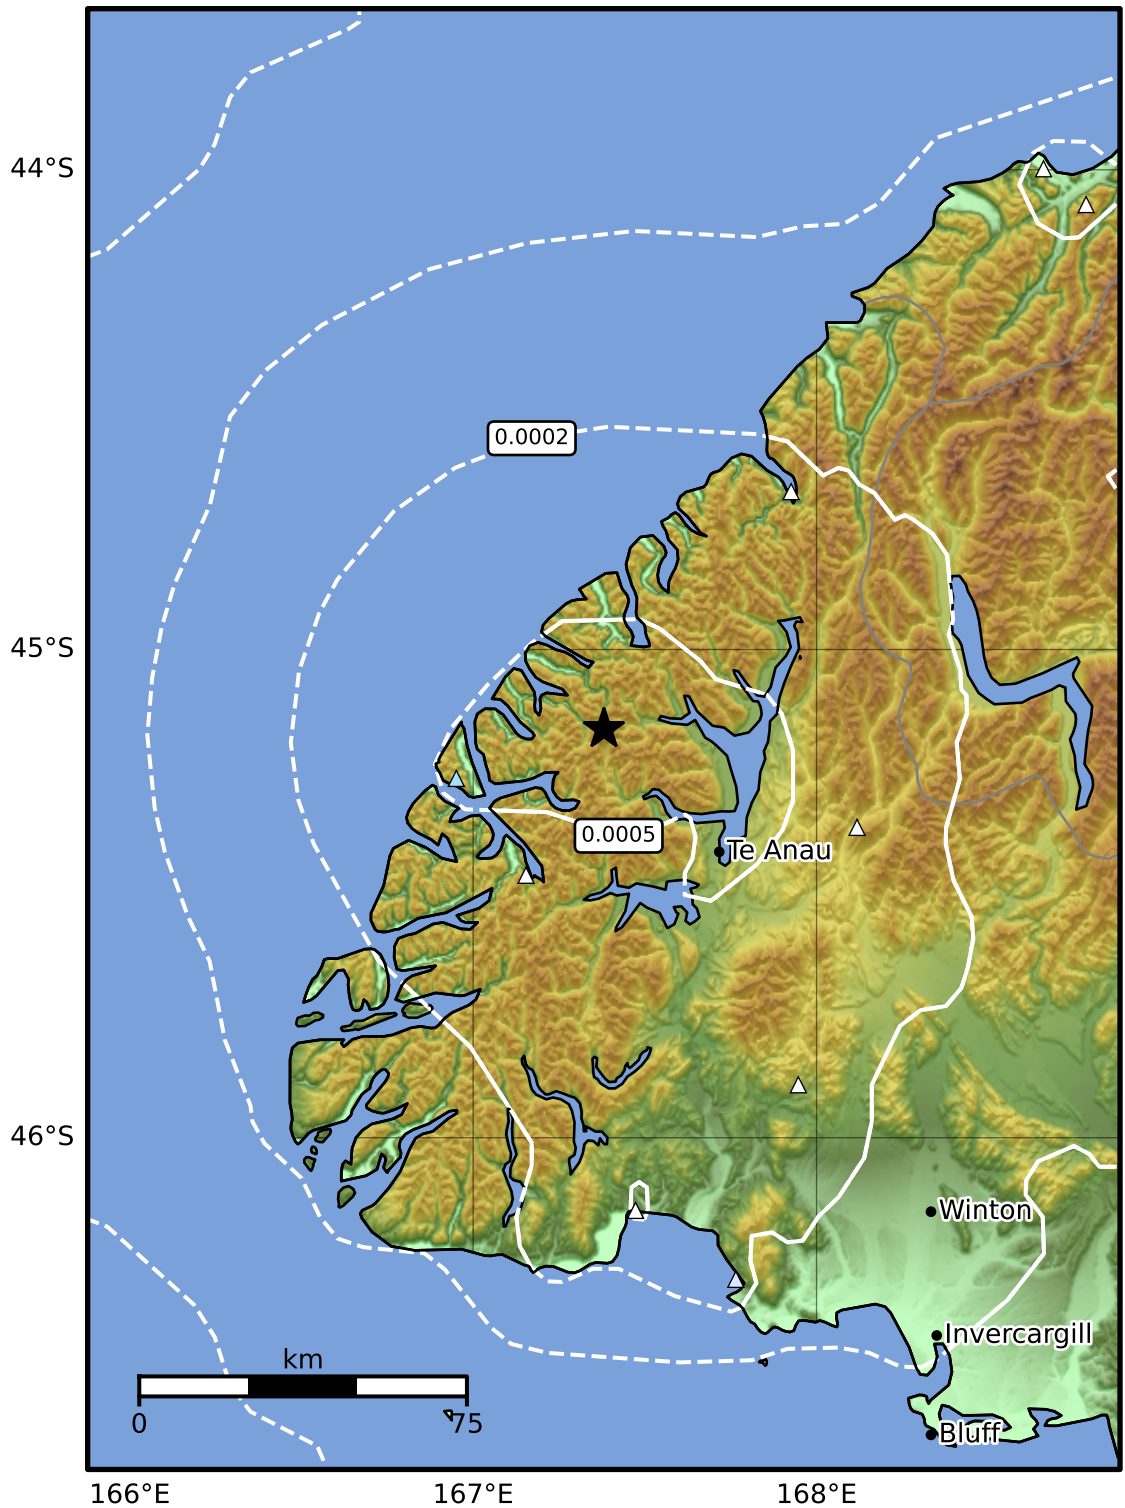 44°S
0.0002
45°S
0.0005
Te Anau
46°S
Winton
Invercargill
km
0
75
Bluff
166°E
167°E
168°E